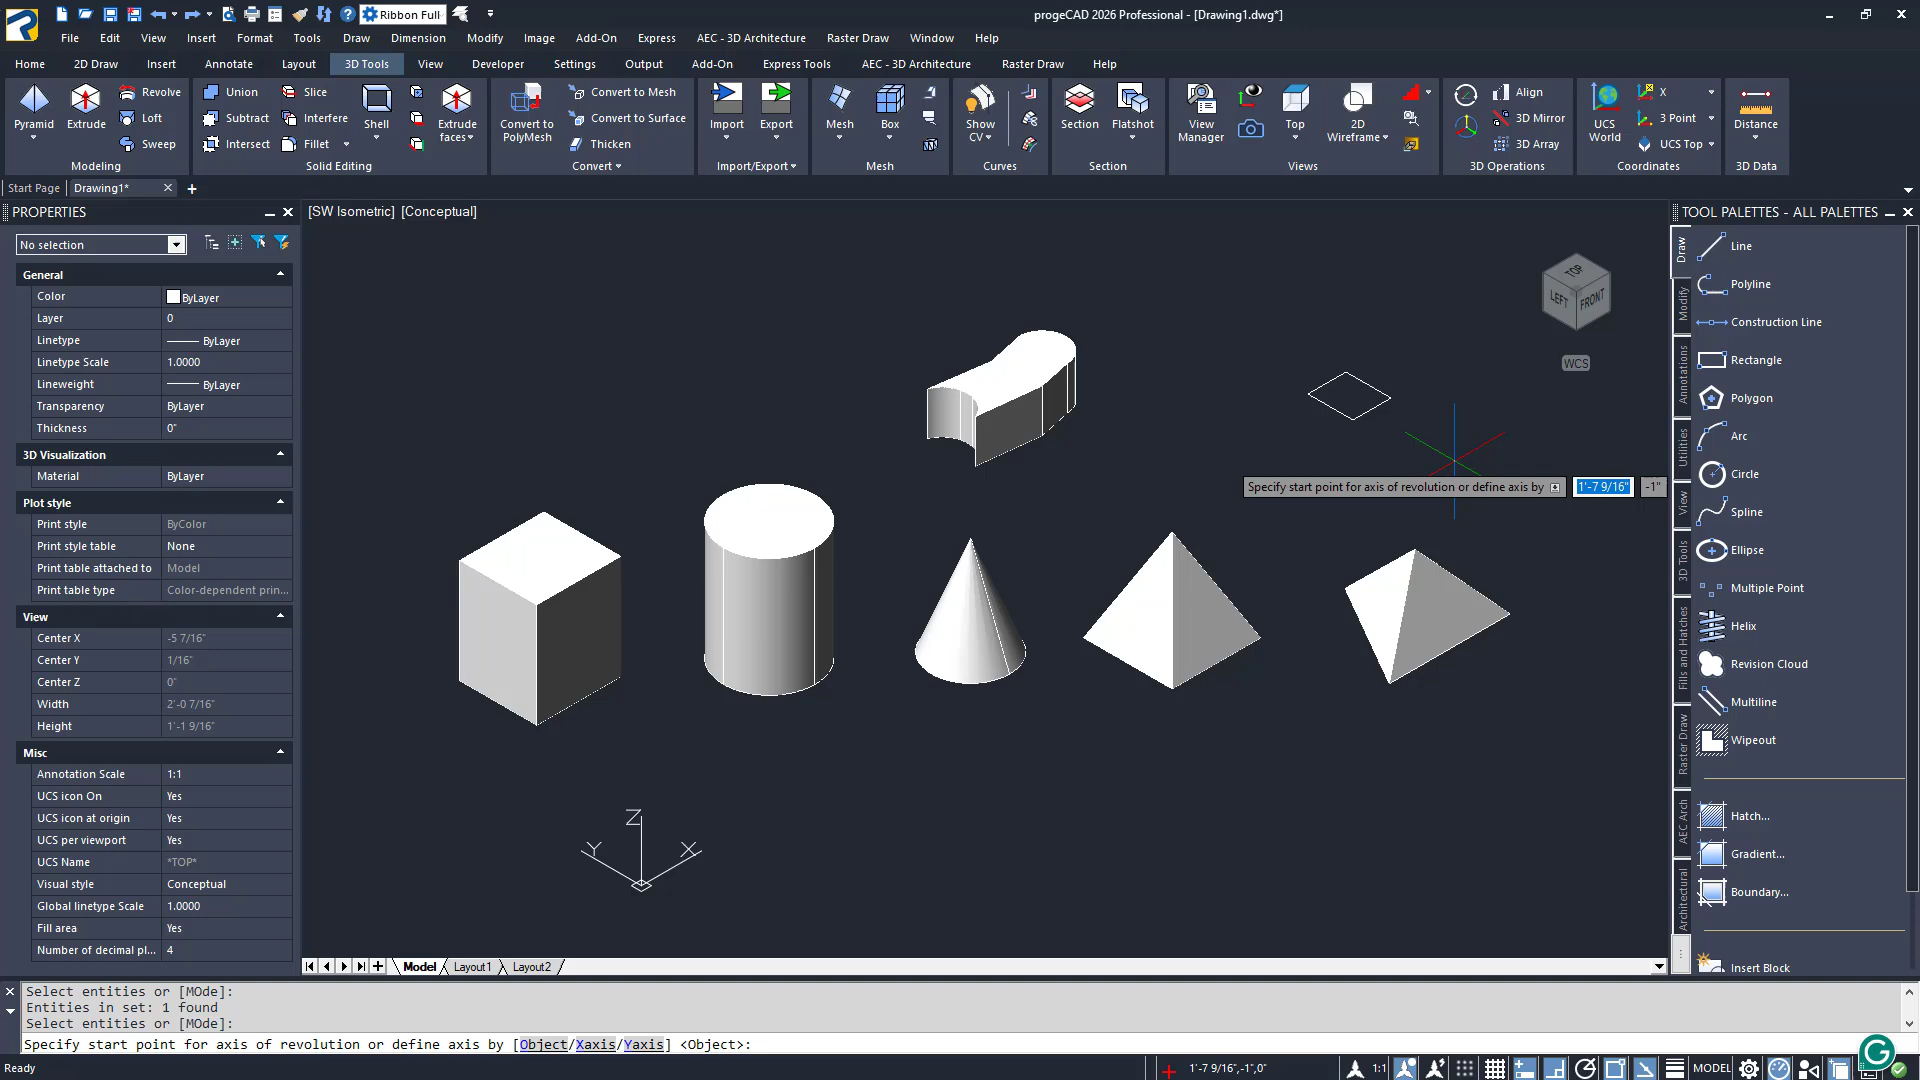 Ribbon Full
progeCAD 2026 Professional - [Drawing1.dwg*]
File Edit View Insert Format Tools Draw Dimension Modify Image Add-On Express AEC - 3D Architecture Raster Draw Window Help
Home 2D Draw Insert Annotate Layout 3D Tools View Developer Settings Output Add-On Express Tools AEC - 3D Architecture Raster Draw Help
Pyramid
Extrude
Revolve
Loft
Sweep
Modeling
Union
Subtract
Intersect
Slice
Interfere
Fillet
Shell
Extrude
faces
Solid Editing
Convert to
PolyMesh
Convert to Mesh
Convert to Surface
Thicken
Convert
Import
Export
Import/Export
Mesh
Box
Mesh
Show
CV
Curves
Section
Flatshot
Section
View
Manager
Top
2D
Wireframe
Views
Align
3D Mirror
3D Array
3D Operations
UCS
World
X
3 Point
UCS Top
Coordinates
Distance
3D Data
Start Page
Drawing1*
PROPERTIES
No selection
General
Color ByLayer
Layer 0
Linetype ByLayer
Linetype Scale 1.0000
Lineweight ByLayer
Transparency ByLayer
Thickness 0"
3D Visualization
Material ByLayer
Plot style
Print style ByColor
Print style table None
Print table attached to Model
Print table type Color-dependent prin...
View
Center X -5 7/16"
Center Y 1/16"
Center Z 0"
Width 2'-0 7/16"
Height 1'-1 9/16"
Misc
Annotation Scale 1:1
UCS icon On Yes
UCS icon at origin Yes
UCS per viewport Yes
UCS Name *TOP*
Visual style Conceptual
Global linetype Scale 1.0000
Fill area Yes
Number of decimal pl... 4
[SW Isometric] [Conceptual]
TOP
LEFT
FRONT
WCS
Specify start point for axis of revolution or define axis by 1'-7 9/16" -1"
Z
Y
X
TOOL PALETTES - ALL PALETTES
Draw
Modify
Annotations
Utilities
View
3D Tools
Fills and Hatches
Raster Draw
AEC Arch
Architectural
Line
Polyline
Construction Line
Rectangle
Polygon
Arc
Circle
Spline
Ellipse
Multiple Point
Helix
Revision Cloud
Multiline
Wipeout
Hatch...
Gradient...
Boundary...
Insert Block
Model Layout1 Layout2
Select entities or [MOde]:
Entities in set: 1 found
Select entities or [MOde]:
Specify start point for axis of revolution or define axis by [Object/Xaxis/Yaxis] <Object>:
Ready
1'-7 9/16",-1",0"
1:1
MODEL